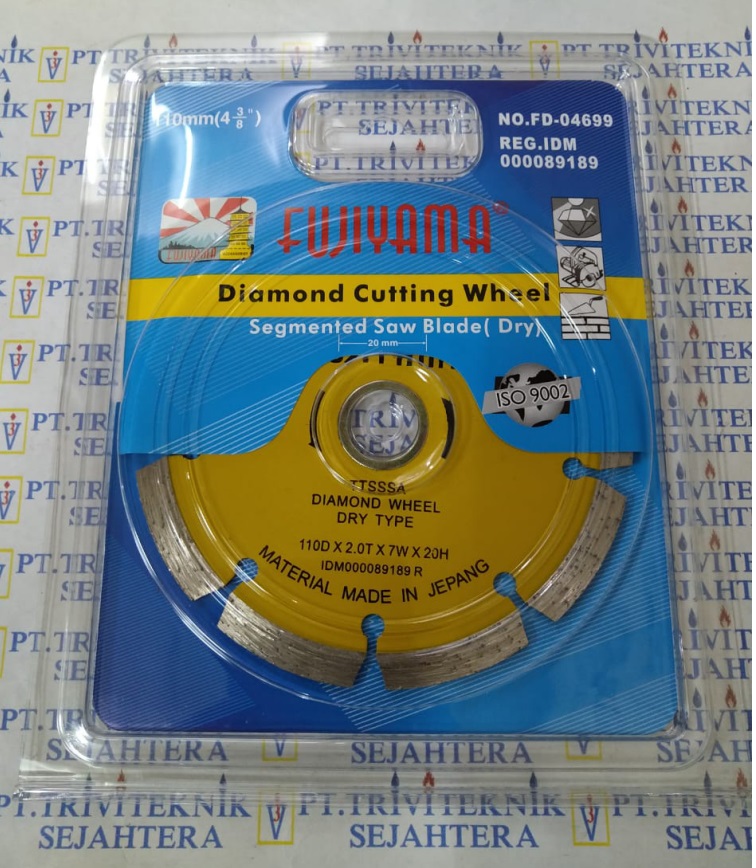 110mm(4 3/8")
NO.FD-04699
REG.IDM
000089189
FUJIYAMA
FUJIYAMA®
Diamond Cutting Wheel
Segmented Saw Blade( Dry)
20 mm
ISO 9002
TTSSSA
DIAMOND WHEEL
DRY TYPE
110D X 2.0T X 7W X 20H
IDM000089189 R
MATERIAL MADE IN JEPANG
PT.TRIVITEKNIK
SEJAHTERA